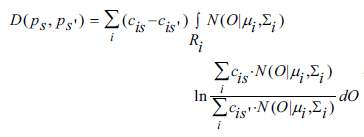 D(p_s, p_s') = ∑_i (c_is − c_is') ∫_{R_i} N(O|μ_i, Σ_i)
ln (∑_i c_is · N(O|μ_i, Σ_i)) / (∑_i c_is' · N(O|μ_i, Σ_i)) dO